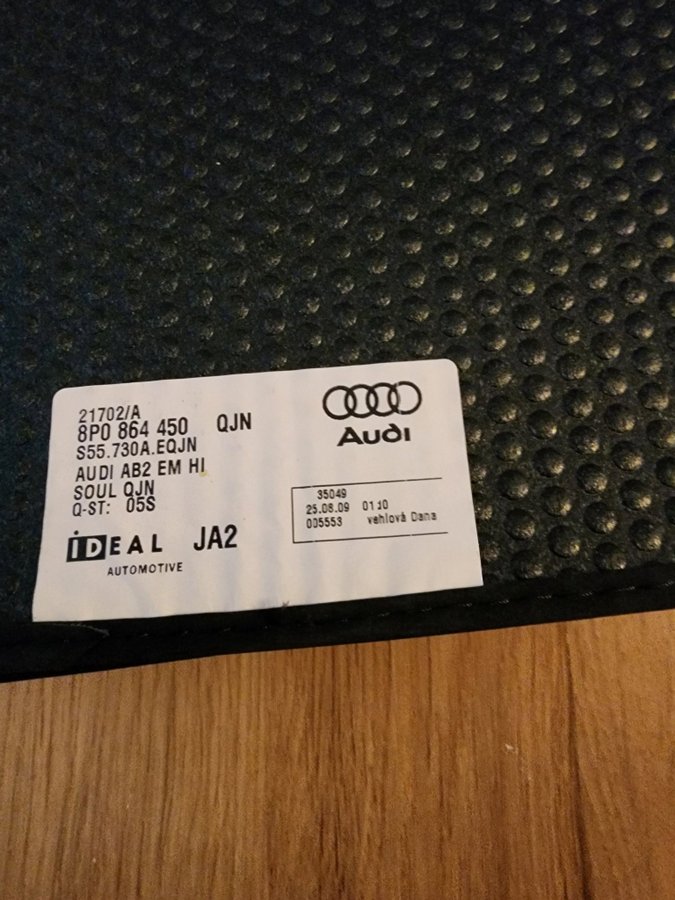 21702/A
8P0 864 450 QJN
S55.730A.EQJN
AUDI AB2 EM HI
SOUL QJN
Q-ST: 05S
iDEAL JA2
AUTOMOTIVE
Audi
35049
25.08.09 01:10
005553 vehlová Dana